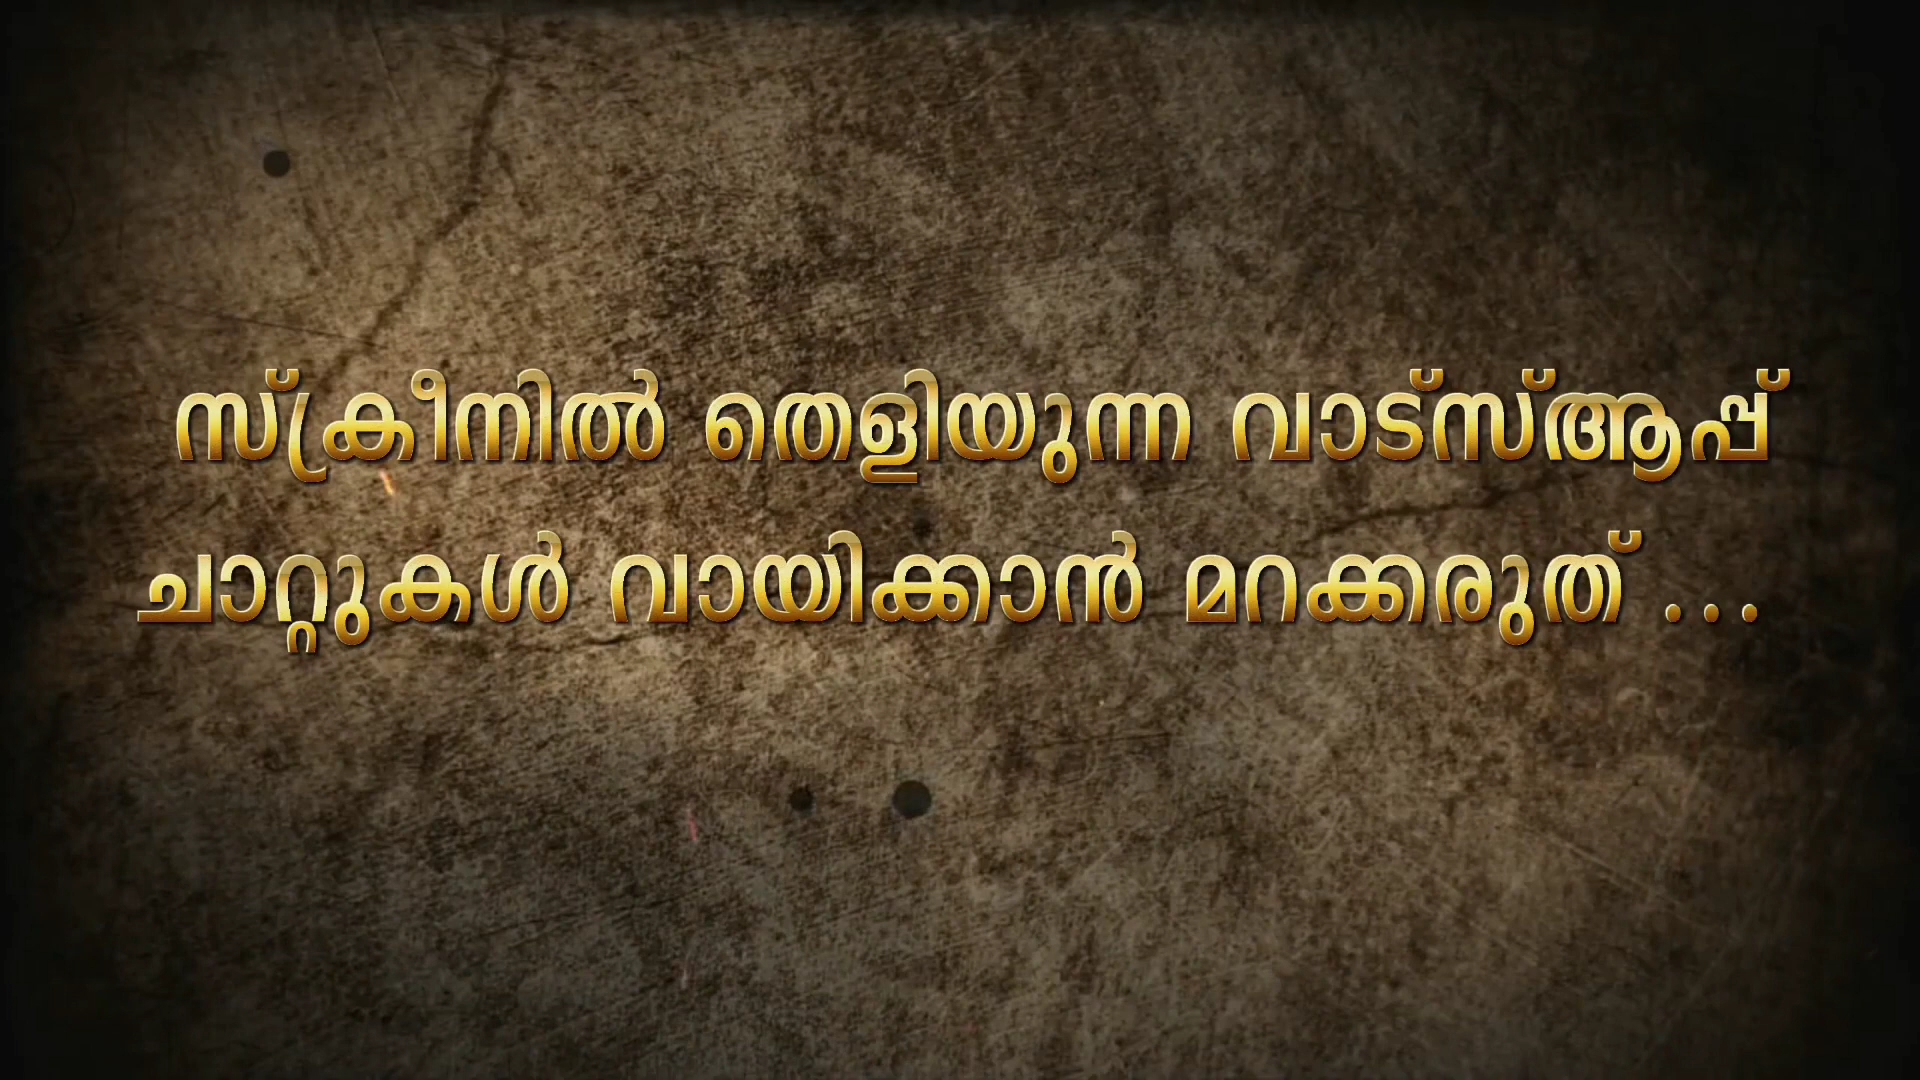 സ്ക്രീനിൽ തെളിയുന്ന വാട്സ്ആപ്പ്
ചാറ്റുകൾ വായിക്കാൻ മറക്കരുത് ...